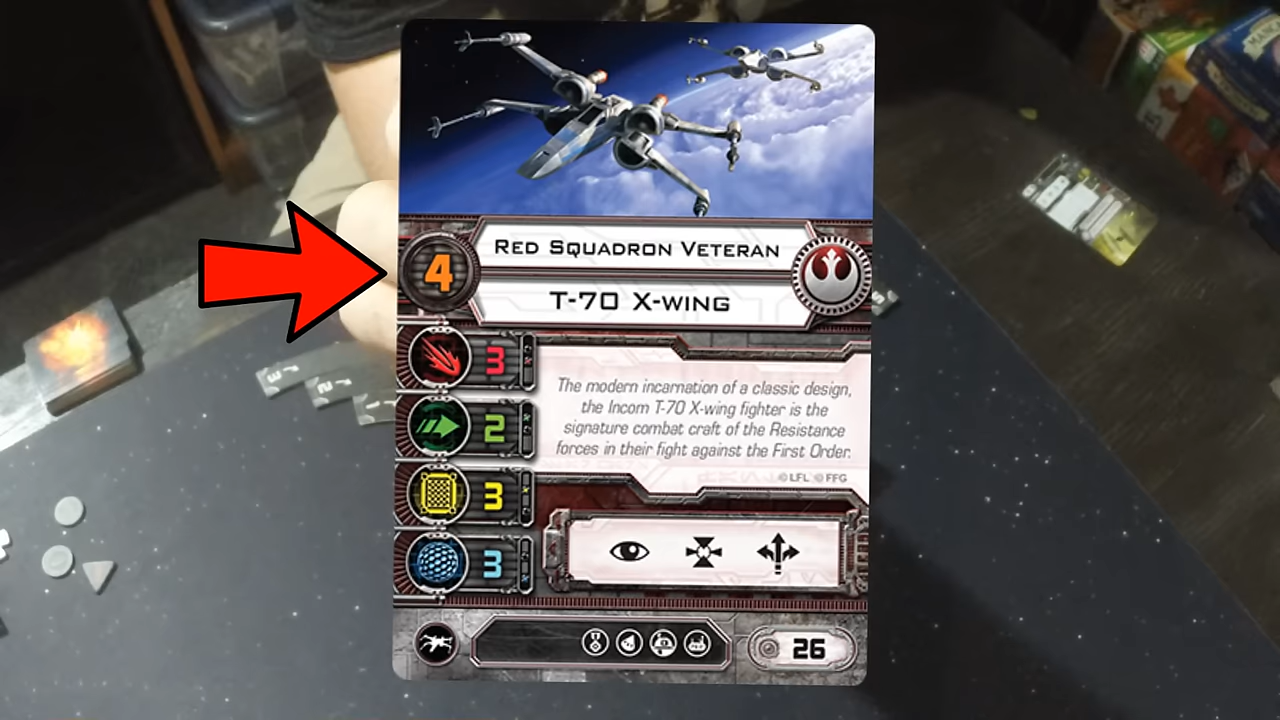 RED SQUADRON VETERAN
4
T-70 X-WING
3
The modern incarnation of a classic design,
the Incom T-70 X-wing fighter is the
signature combat craft of the Resistance
forces in their fight against the First Order.
2
©LFL ©FFG
3
3
26